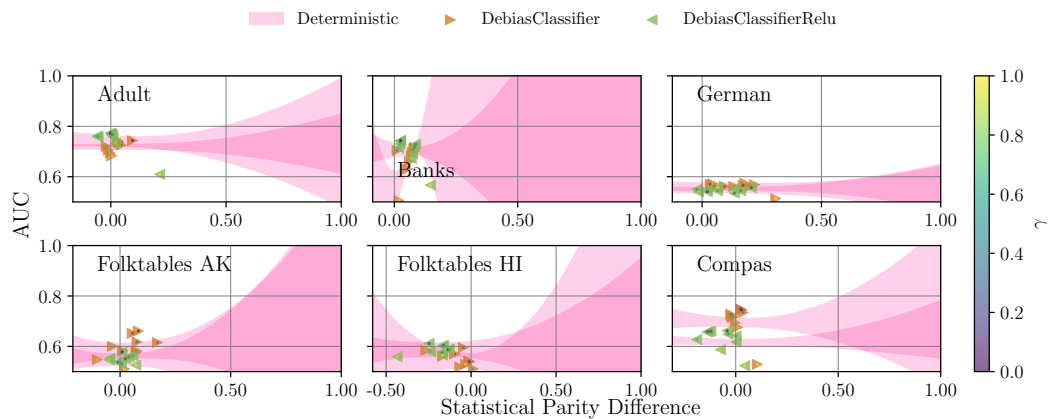 Deterministic DebiasClassifier DebiasClassifierRelu
AUC
1.0
0.8
0.6
Adult
0.00 0.50 1.00
Banks
0.00 0.50 1.00
German
0.00 0.50 1.00
1.0
0.8
0.6
Folktables AK
0.00 0.50 1.00
Folktables HI
-0.50 0.00 0.50 1.00
Compas
0.00 0.50 1.00
Statistical Parity Difference
1.0
0.8
0.6
0.4
0.2
0.0
γ